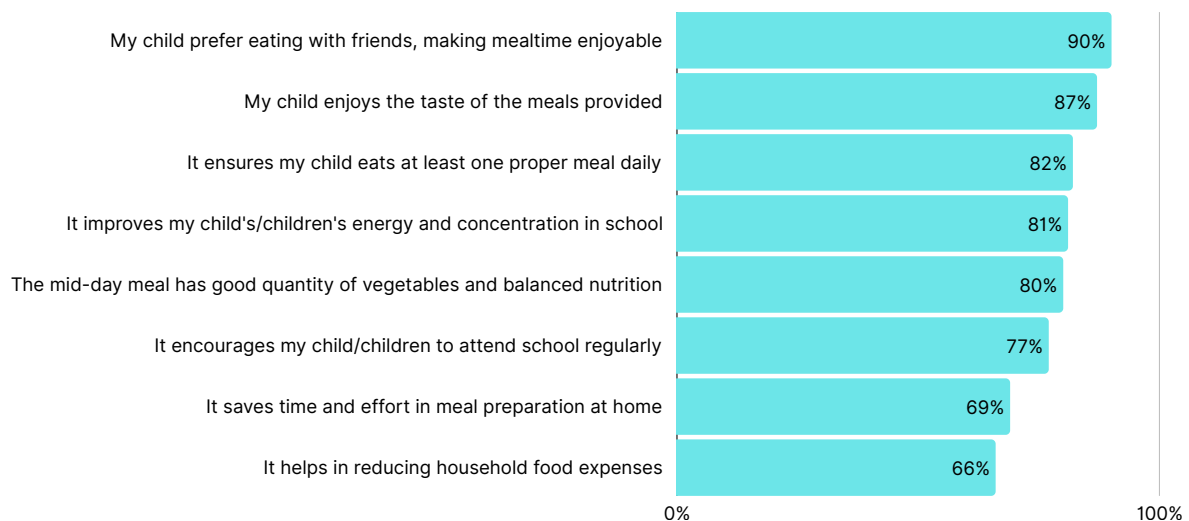 My child prefer eating with friends, making mealtime enjoyable 90%
My child enjoys the taste of the meals provided 87%
It ensures my child eats at least one proper meal daily 82%
It improves my child's/children's energy and concentration in school 81%
The mid-day meal has good quantity of vegetables and balanced nutrition 80%
It encourages my child/children to attend school regularly 77%
It saves time and effort in meal preparation at home 69%
It helps in reducing household food expenses 66%
0% 100%